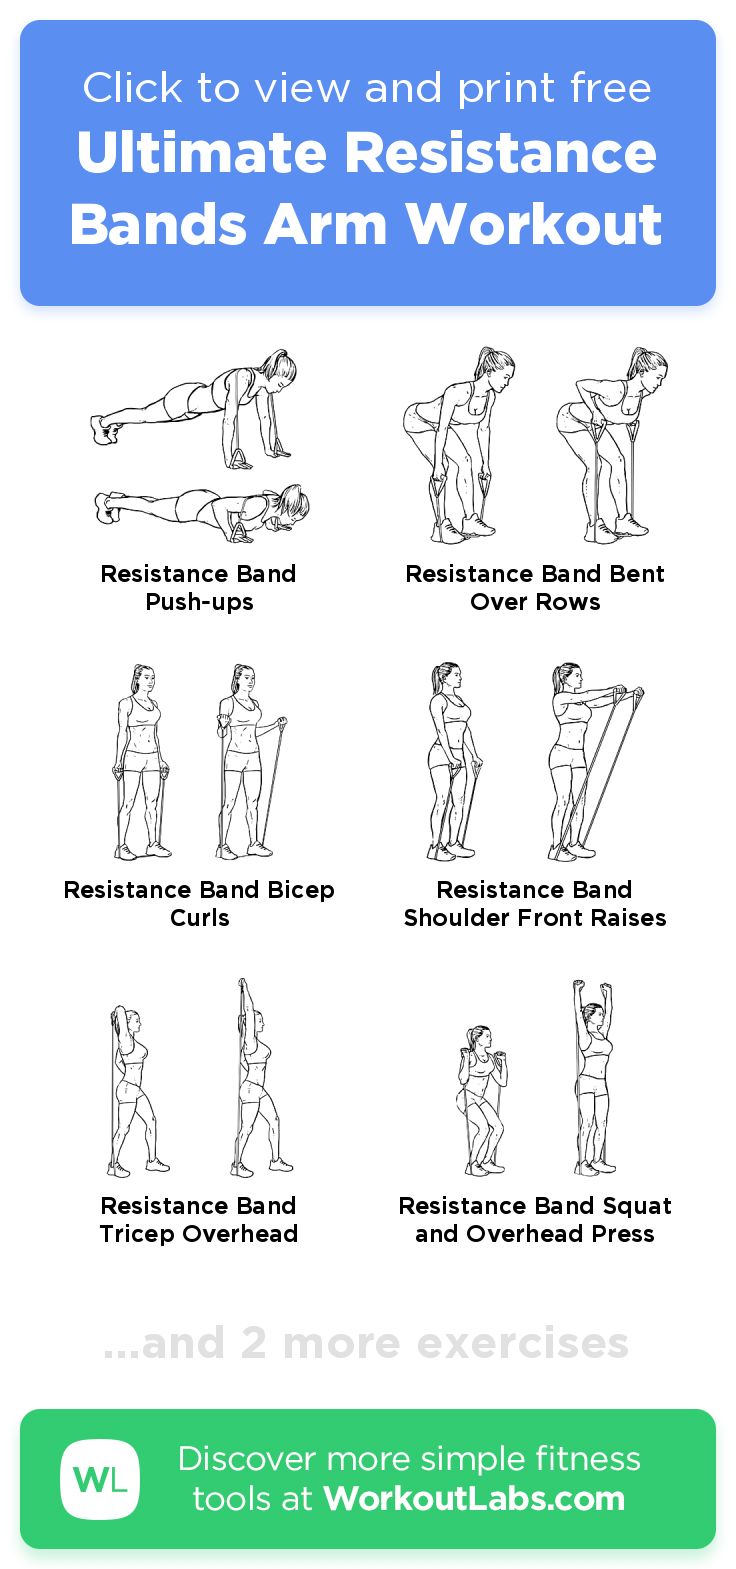 Click to view and print free
Ultimate Resistance
Bands Arm Workout
Resistance Band
Push-ups
Resistance Band Bent
Over Rows
Resistance Band Bicep
Curls
Resistance Band
Shoulder Front Raises
Resistance Band
Tricep Overhead
Resistance Band Squat
and Overhead Press
...and 2 more exercises
WL
Discover more simple fitness
tools at WorkoutLabs.com